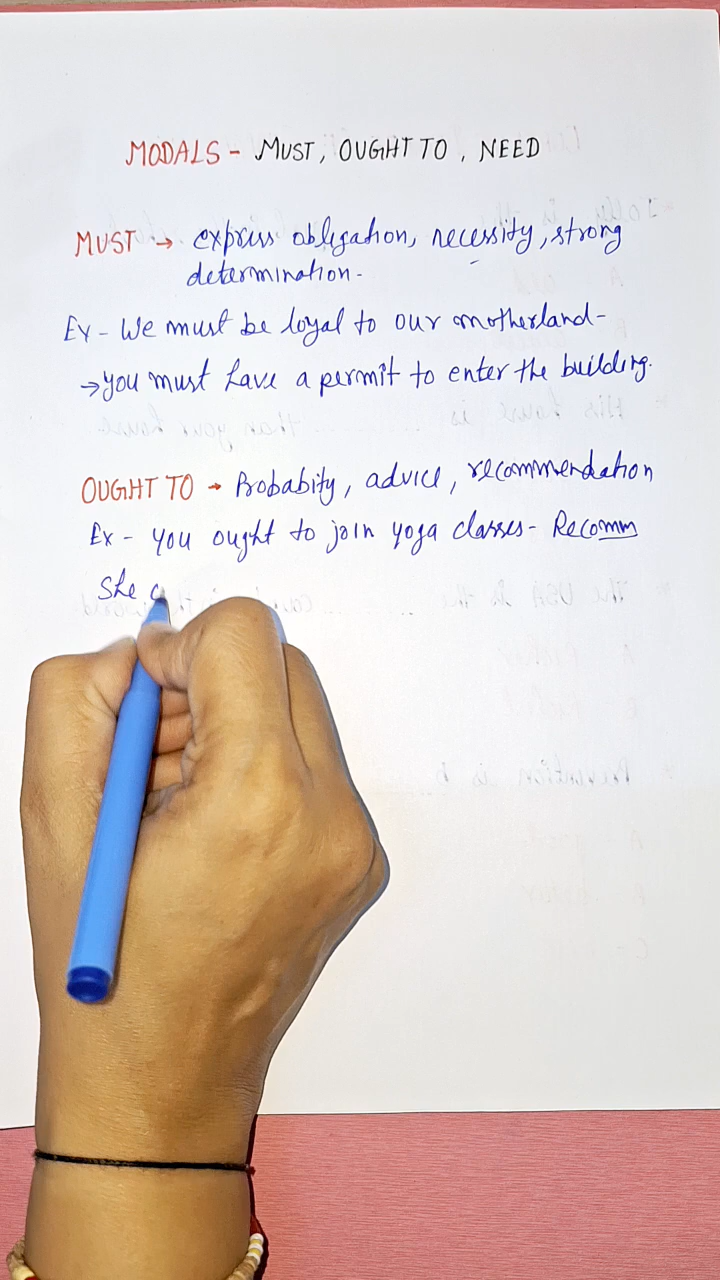 MODALS - MUST, OUGHT TO, NEED
MUST → express obligation, necessity, strong
determination.
Ex - We must be loyal to our motherland-
→ you must have a permit to enter the building.
OUGHT TO → Probabity, advice, recommendation
Ex - you ought to join yoga classes- Recomm
She